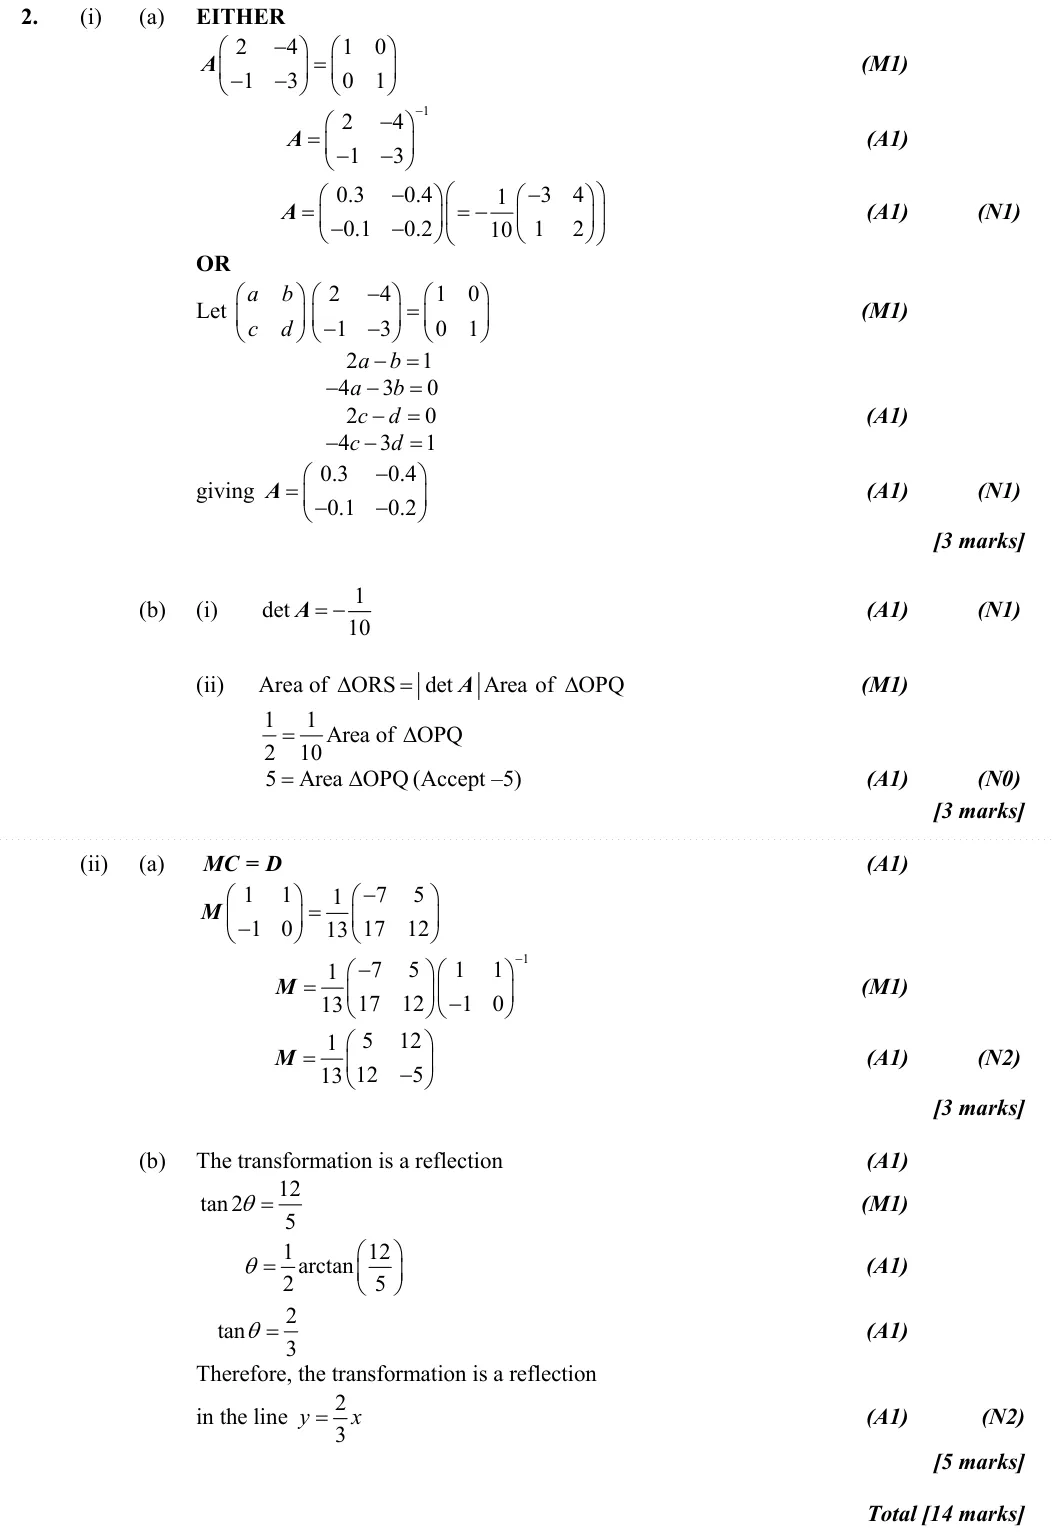 2. (i) (a) EITHER
A(2 −4; −1 −3) = (1 0; 0 1) (M1)
A = (2 −4; −1 −3)⁻¹ (A1)
A = (0.3 −0.4; −0.1 −0.2)(= −1/10(−3 4; 1 2)) (A1) (N1)
OR
Let (a b; c d)(2 −4; −1 −3) = (1 0; 0 1) (M1)
2a − b = 1
−4a − 3b = 0
2c − d = 0 (A1)
−4c − 3d = 1
giving A = (0.3 −0.4; −0.1 −0.2) (A1) (N1)
[3 marks]
(b) (i) det A = −1/10 (A1) (N1)
(ii) Area of ΔORS = |det A| Area of ΔOPQ (M1)
1/2 = 1/10 Area of ΔOPQ
5 = Area ΔOPQ (Accept –5) (A1) (N0)
[3 marks]
(ii) (a) MC = D (A1)
M(1 1; −1 0) = 1/13(−7 5; 17 12)
M = 1/13(−7 5; 17 12)(1 1; −1 0)⁻¹ (M1)
M = 1/13(5 12; 12 −5) (A1) (N2)
[3 marks]
(b) The transformation is a reflection (A1)
tan 2θ = 12/5 (M1)
θ = 1/2 arctan(12/5) (A1)
tan θ = 2/3 (A1)
Therefore, the transformation is a reflection
in the line y = 2/3 x (A1) (N2)
[5 marks]
Total [14 marks]